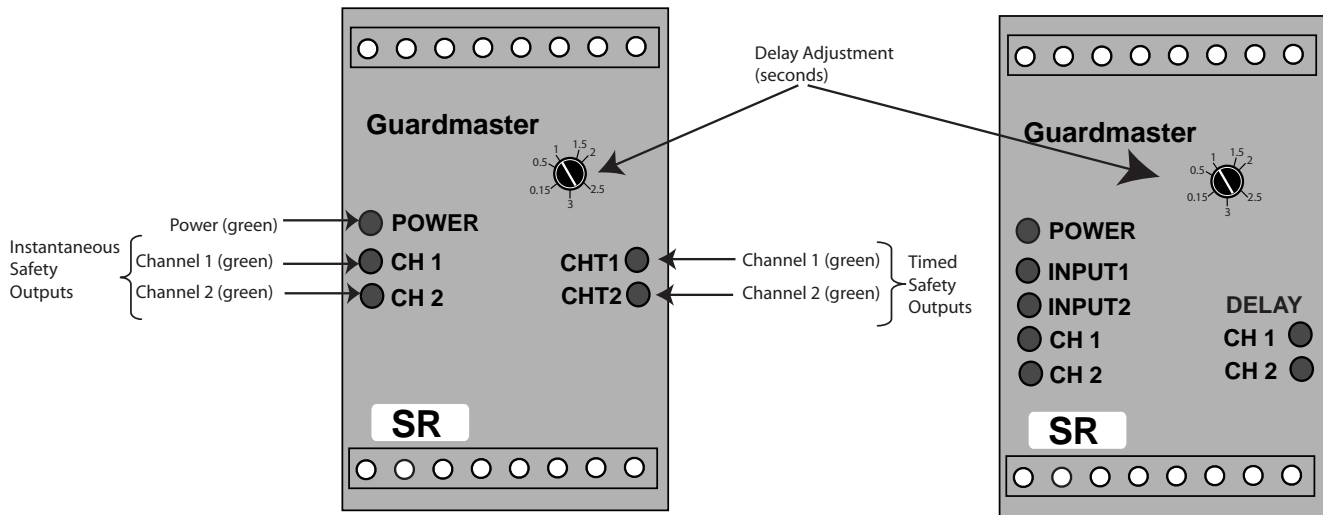 Delay Adjustment
(seconds)
Guardmaster
0.15
0.5
1
1.5
2
2.5
3
Instantaneous
Safety
Outputs
Power (green)
Channel 1 (green)
Channel 2 (green)
POWER
CH 1
CH 2
CHT1
CHT2
Channel 1 (green)
Channel 2 (green)
Timed
Safety
Outputs
SR
Guardmaster
0.15
0.5
1
1.5
2
2.5
3
POWER
INPUT1
INPUT2
CH 1
CH 2
DELAY
CH 1
CH 2
SR